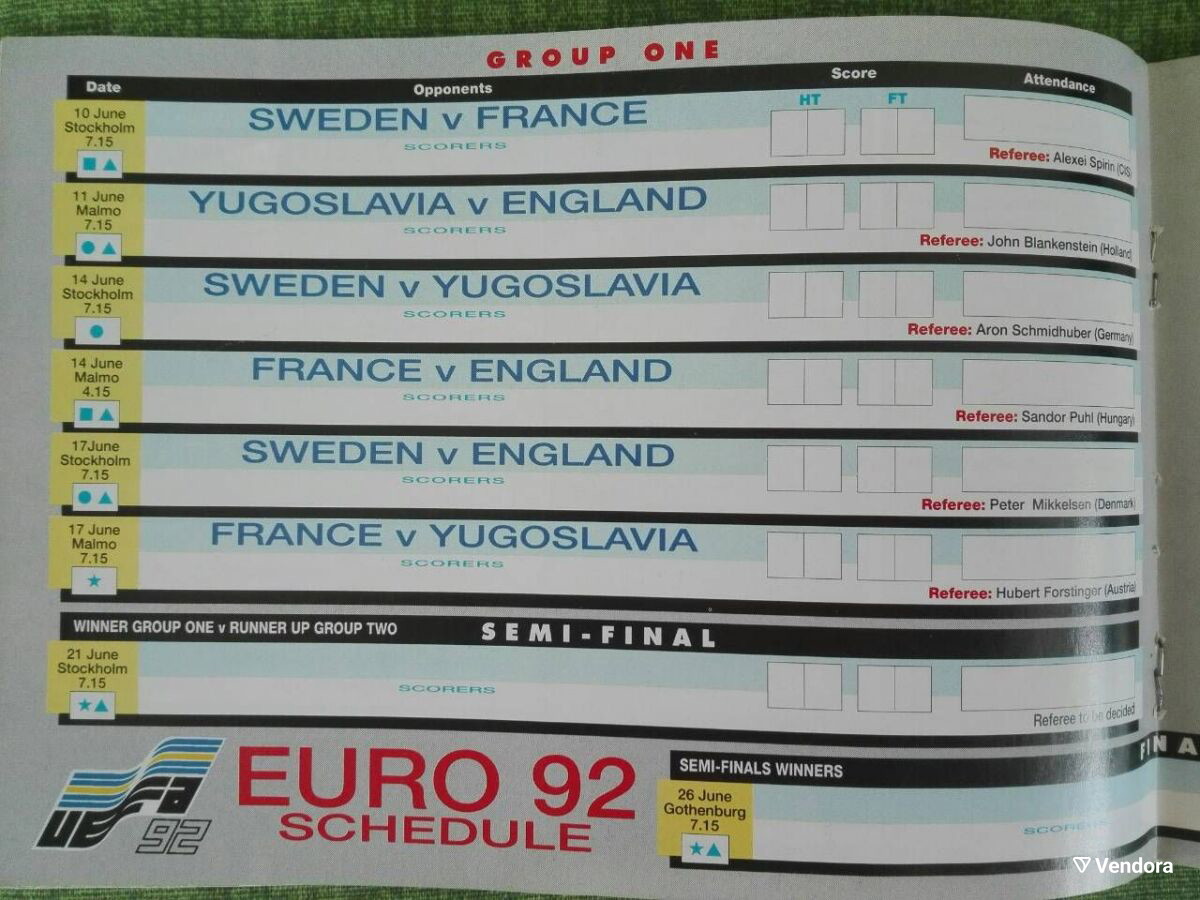 GROUP ONE
Date Opponents Score Attendance
HT FT
10 June
Stockholm
7.15
SWEDEN v FRANCE
SCORERS
Referee: Alexei Spirin (CIS)
11 June
Malmo
7.15
YUGOSLAVIA v ENGLAND
SCORERS
Referee: John Blankenstein (Holland)
14 June
Stockholm
7.15
SWEDEN v YUGOSLAVIA
SCORERS
Referee: Aron Schmidhuber (Germany)
14 June
Malmo
4.15
FRANCE v ENGLAND
SCORERS
Referee: Sandor Puhl (Hungary)
17June
Stockholm
7.15
SWEDEN v ENGLAND
SCORERS
Referee: Peter Mikkelsen (Denmark)
17 June
Malmo
7.15
FRANCE v YUGOSLAVIA
SCORERS
Referee: Hubert Forstinger (Austria)
WINNER GROUP ONE v RUNNER UP GROUP TWO SEMI-FINAL
21 June
Stockholm
7.15
SCORERS
Referee to be decided
UEFA
92
EURO 92
SCHEDULE
FINA
SEMI-FINALS WINNERS
26 June
Gothenburg
7.15
SCORERS
Vendora